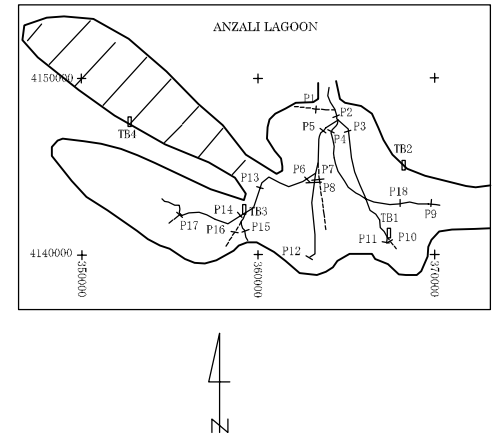 ANZALI LAGOON
4150000
P1
P2
P5
P4
P3
TB4
TB2
P6
P7
P8
P13
P18
P9
P14
TB3
P17
P16
P15
TB1
P11
P10
P12
4140000
350000
360000
370000
N